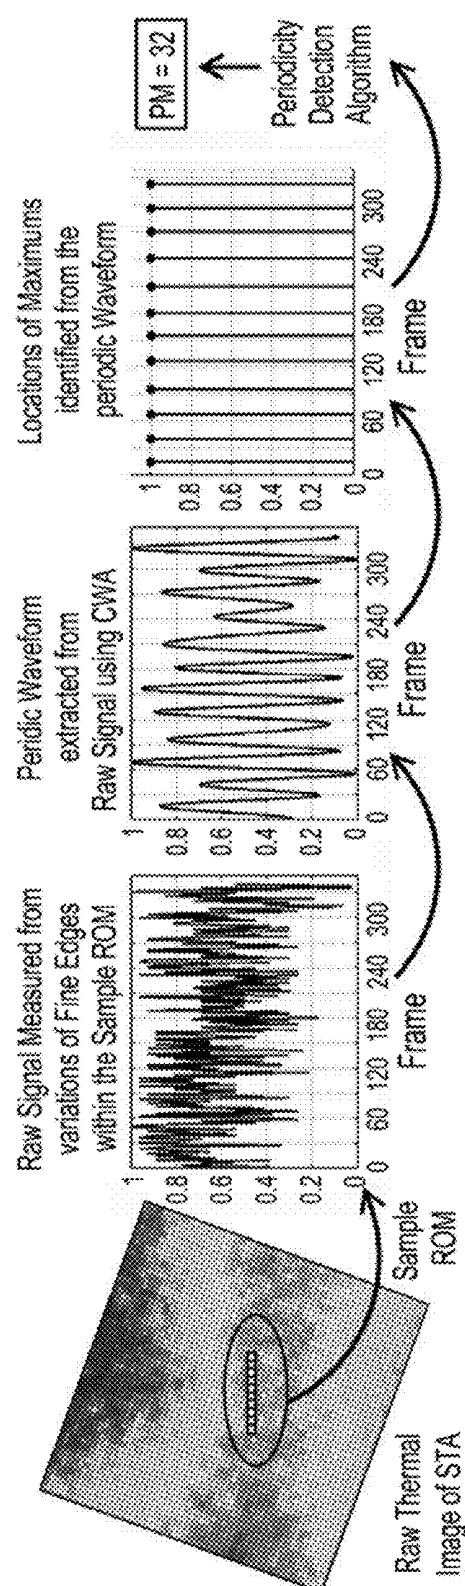 Raw Thermal
Image of STA
Sample
ROM
Raw Signal Measured from
variations of Fine Edges
within the Sample ROM
1
0.8
0.6
0.4
0.2
0
0 60 120 180 240 300
Frame
Peridic Waveform
extracted from
Raw Signal using CWA
1
0.8
0.6
0.4
0.2
0
0 60 120 180 240 300
Frame
Locations of Maximums
identified from the
periodic Waveform
1
0.8
0.6
0.4
0.2
0
0 60 120 180 240 300
Frame
PM = 32
Periodicity
Detection
Algorithm